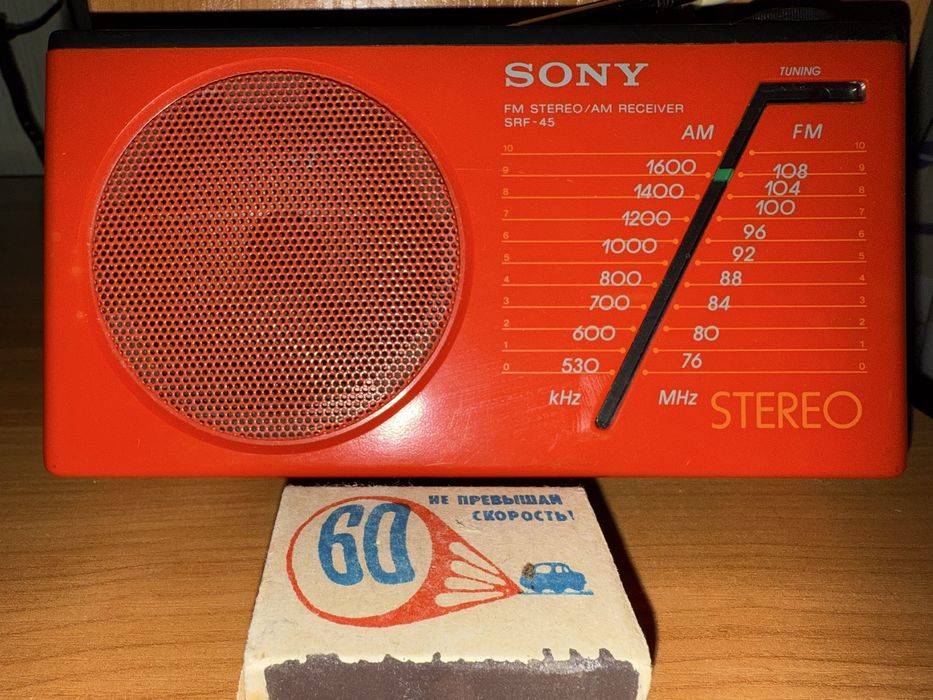 SONY
TUNING
FM STEREO/AM RECEIVER
SRF-45
AM FM
10 10
9 1600 108 9
8 1400 104 8
7 1200 100 7
6 1000 96 6
5 92 5
4 800 88 4
3 700 84 3
2 600 80 2
1 1
0 530 76 0
kHz MHz STEREO
60 НЕ ПРЕВЫШАЙ
СКОРОСТЬ!